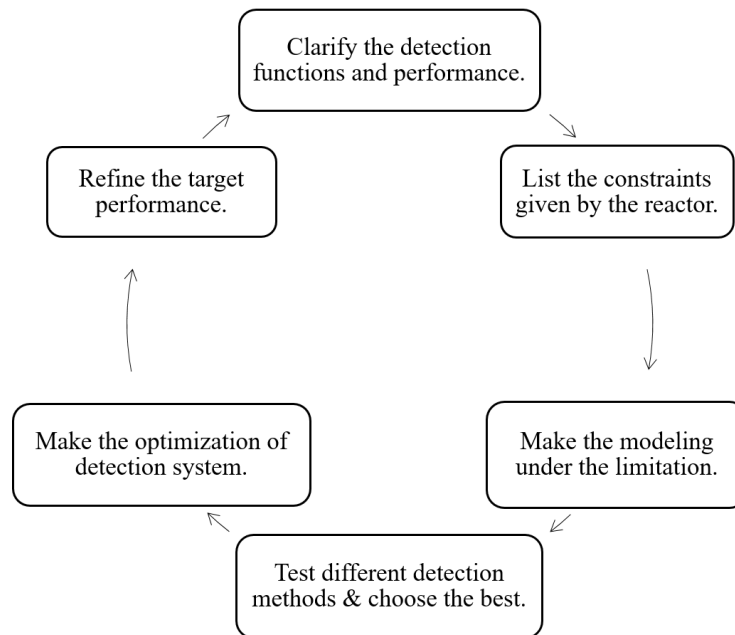 Clarify the detection
functions and performance.
List the constraints
given by the reactor.
Make the modeling
under the limitation.
Test different detection
methods & choose the best.
Make the optimization of
detection system.
Refine the target
performance.